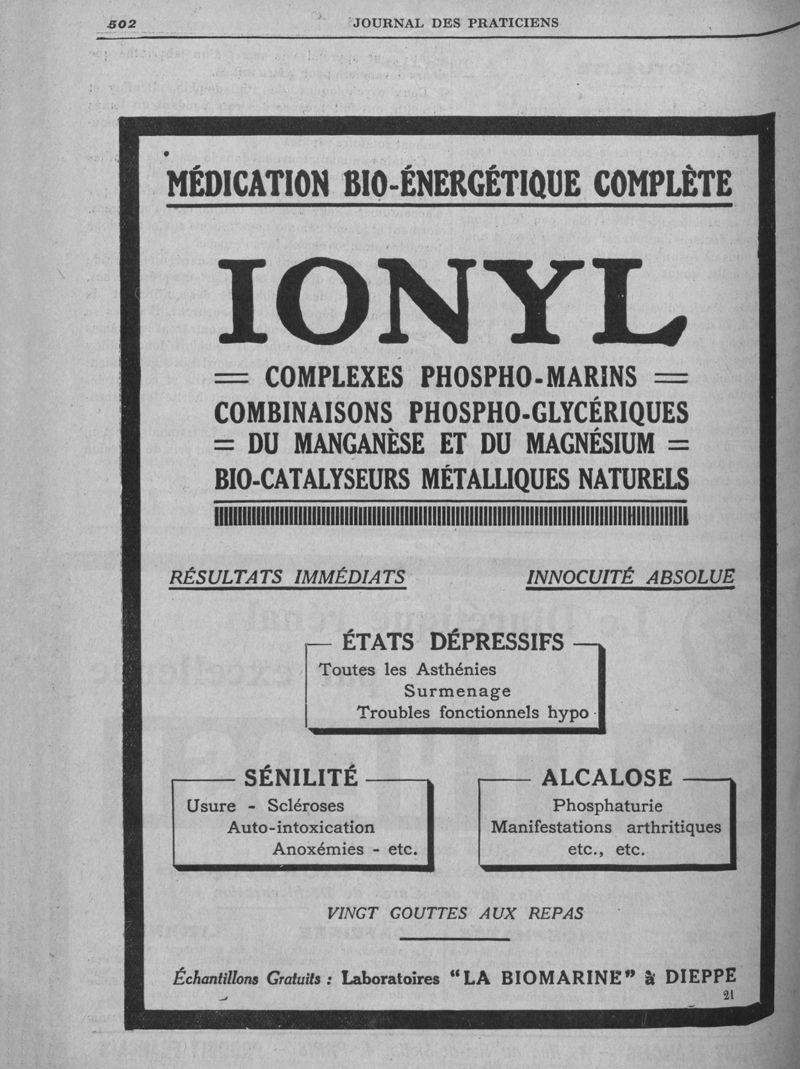 502
JOURNAL DES PRATICIENS
MÉDICATION BIO-ÉNERGÉTIQUE COMPLÈTE
IONYL
= COMPLEXES PHOSPHO-MARINS =
COMBINAISONS PHOSPHO-GLYCÉRIQUES
= DU MANGANÈSE ET DU MAGNÉSIUM =
BIO-CATALYSEURS MÉTALLIQUES NATURELS
RÉSULTATS IMMÉDIATS
INNOCUITÉ ABSOLUE
ÉTATS DÉPRESSIFS
Toutes les Asthénies
Surmenage
Troubles fonctionnels hypo
SÉNILITÉ
Usure - Scléroses
Auto-intoxication
Anoxémies - etc.
ALCALOSE
Phosphaturie
Manifestations arthritiques
etc., etc.
VINGT GOUTTES AUX REPAS
Échantillons Gratuits : Laboratoires "LA BIOMARINE" à DIEPPE
21